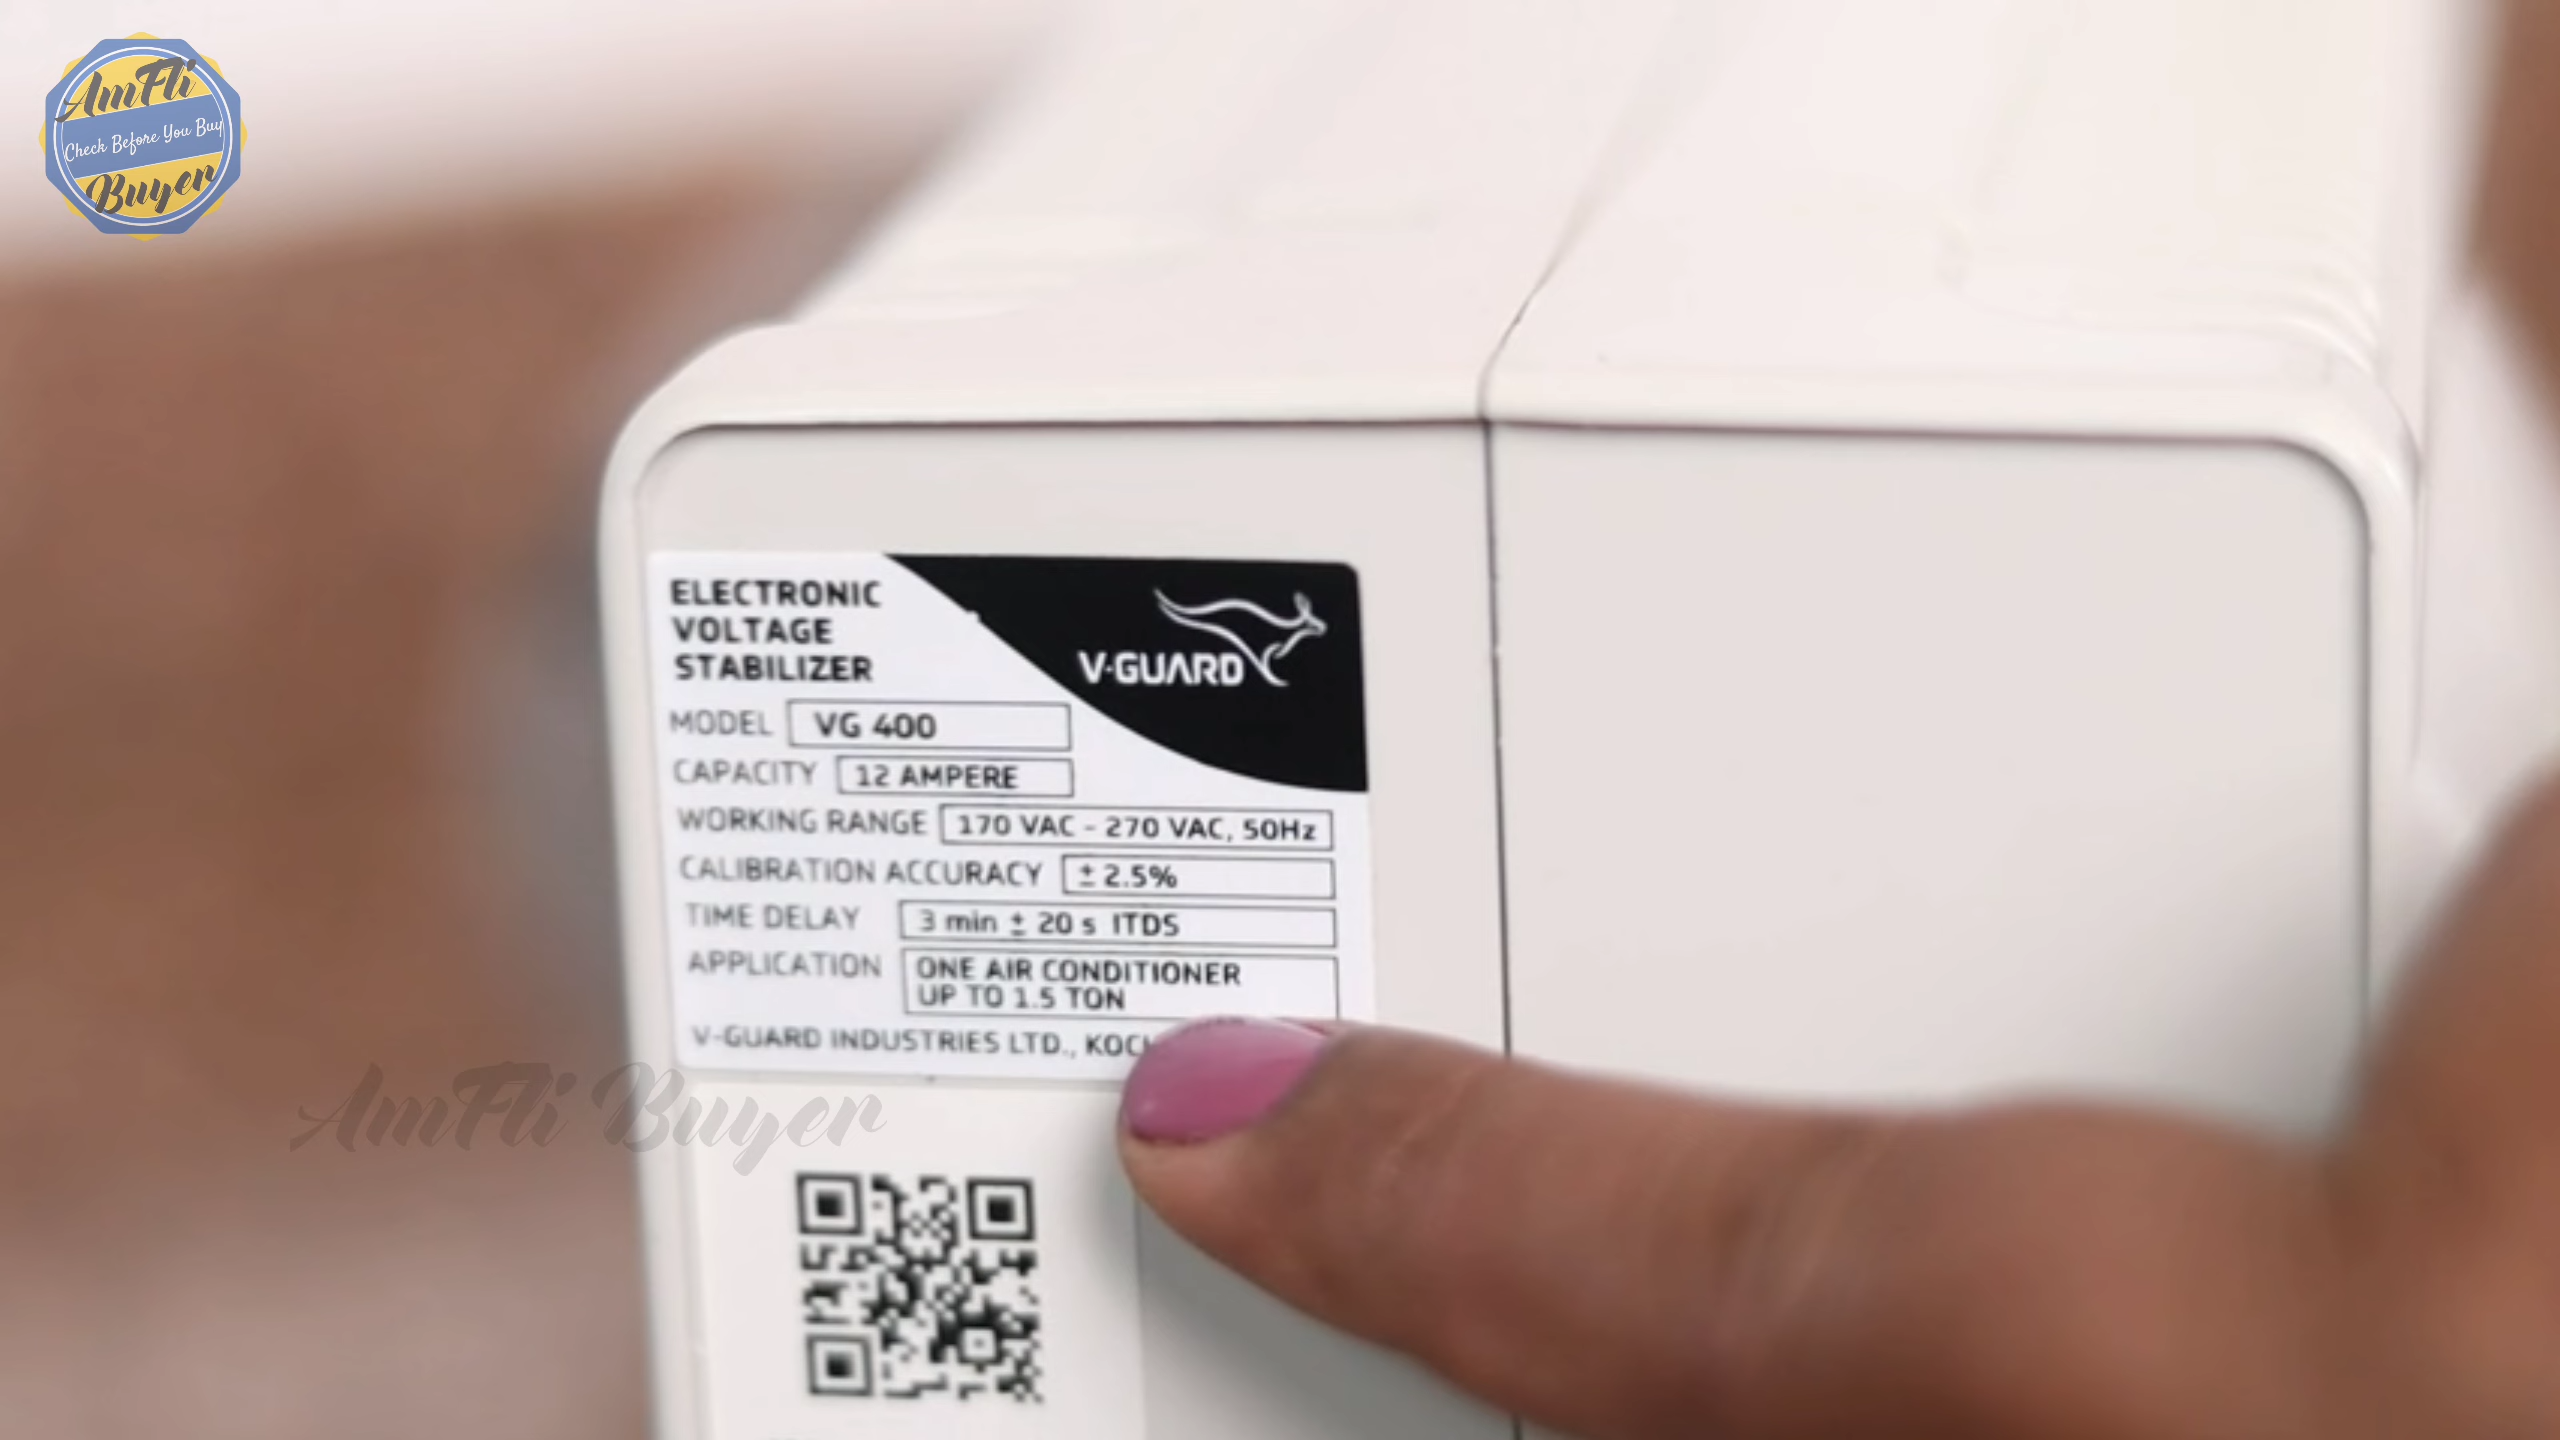 AmFli
Check Before You Buy
Buyer
ELECTRONIC
VOLTAGE
STABILIZER
V-GUARD
MODEL VG 400
CAPACITY 12 AMPERE
WORKING RANGE 170 VAC - 270 VAC, 50Hz
CALIBRATION ACCURACY ± 2.5%
TIME DELAY 3 min ± 20 s ITDS
APPLICATION ONE AIR CONDITIONER
UP TO 1.5 TON
V-GUARD INDUSTRIES LTD.,
AmFli Buyer